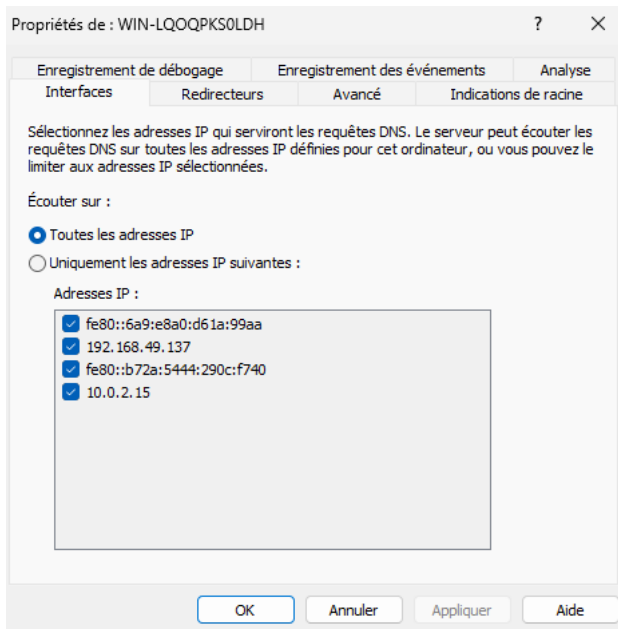 Propriétés de : WIN-LQOQPKS0LDH ? ×
Enregistrement de débogage Enregistrement des événements Analyse
Interfaces Redirecteurs Avancé Indications de racine
Sélectionnez les adresses IP qui serviront les requêtes DNS. Le serveur peut écouter les
requêtes DNS sur toutes les adresses IP définies pour cet ordinateur, ou vous pouvez le
limiter aux adresses IP sélectionnées.
Écouter sur :
Toutes les adresses IP
Uniquement les adresses IP suivantes :
Adresses IP :
fe80::6a9:e8a0:d61a:99aa
192.168.49.137
fe80::b72a:5444:290c:f740
10.0.2.15
OK Annuler Appliquer Aide